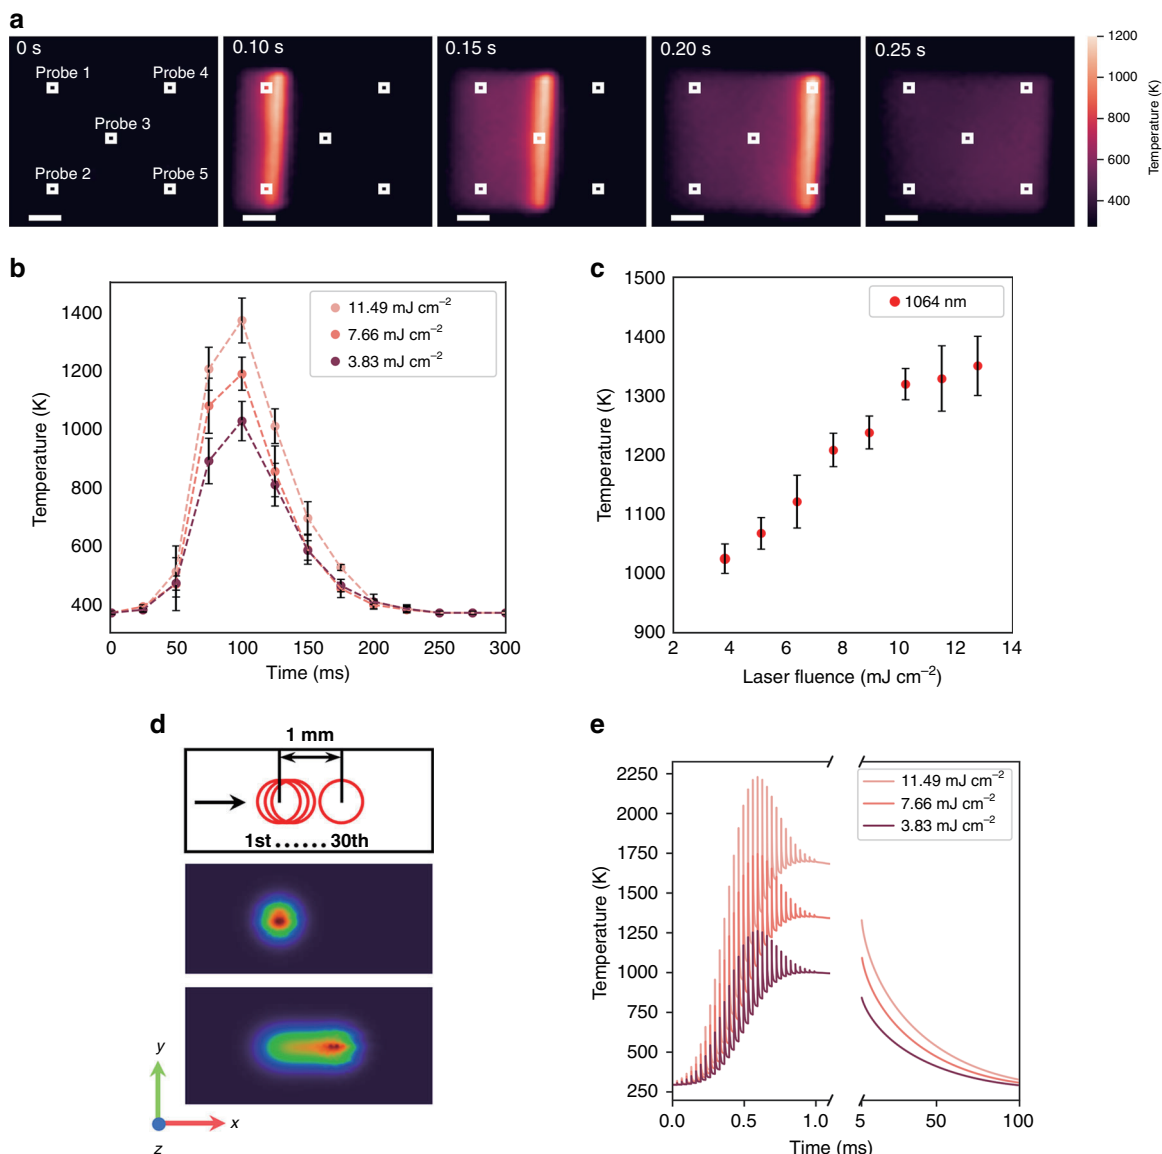 a
0 s
0.10 s
0.15 s
0.20 s
0.25 s
Probe 1
Probe 4
Probe 3
Probe 2
Probe 5
1200
1000
800
600
400
Temperature (K)
b
1400
1200
1000
800
600
400
Temperature (K)
11.49 mJ cm⁻²
7.66 mJ cm⁻²
3.83 mJ cm⁻²
0 50 100 150 200 250 300
Time (ms)
c
1500
1400
1300
1200
1100
1000
900
Temperature (K)
1064 nm
2 4 6 8 10 12 14
Laser fluence (mJ cm⁻²)
d
1 mm
1st ...... 30th
y
x
z
e
2250
2000
1750
1500
1250
1000
750
500
250
Temperature (K)
11.49 mJ cm⁻²
7.66 mJ cm⁻²
3.83 mJ cm⁻²
0.0 0.5 1.0 5 50 100
Time (ms)